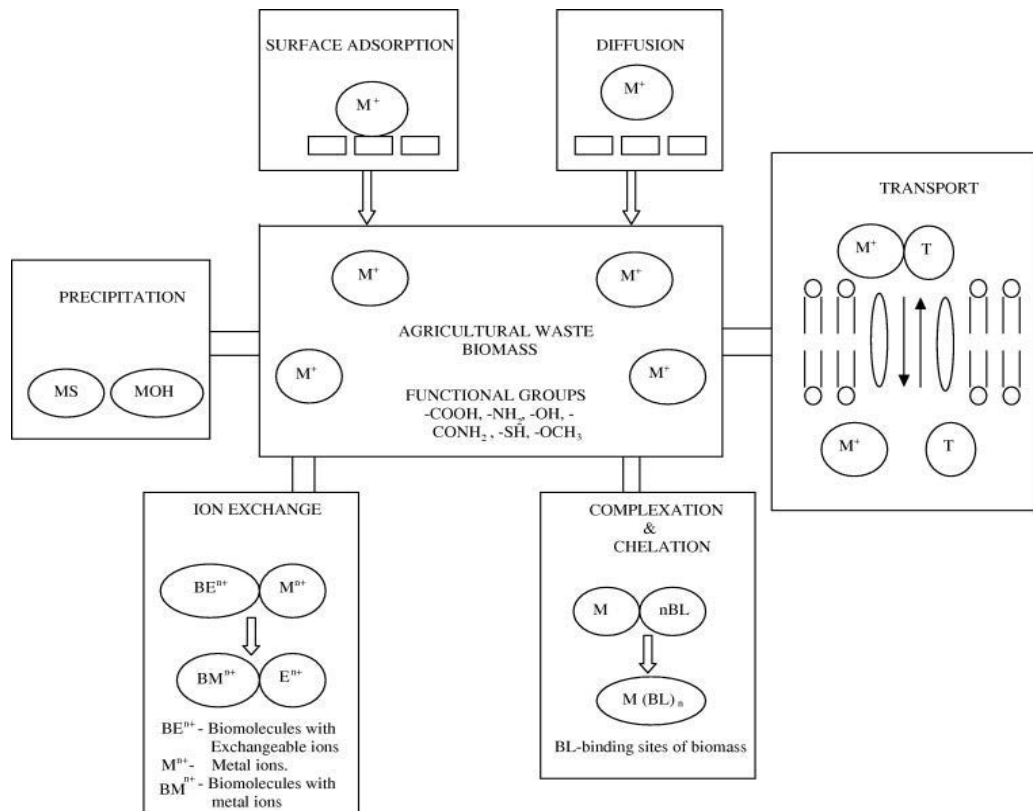 SURFACE ADSORPTION
M⁺
DIFFUSION
M⁺
TRANSPORT
M⁺
T
M⁺
T
PRECIPITATION
MS
MOH
M⁺
M⁺
AGRICULTURAL WASTE
BIOMASS
M⁺
M⁺
FUNCTIONAL GROUPS
-COOH, -NH₂, -OH, -
CONH₂ , -SH, -OCH₃
ION EXCHANGE
BEⁿ⁺
Mⁿ⁺
BMⁿ⁺
Eⁿ⁺
BEⁿ⁺ - Biomolecules with
Exchangeable ions
Mⁿ⁺- Metal ions.
BMⁿ⁺- Biomolecules with
metal ions
COMPLEXATION
&
CHELATION
M
nBL
M (BL) ₙ
BL-binding sites of biomass